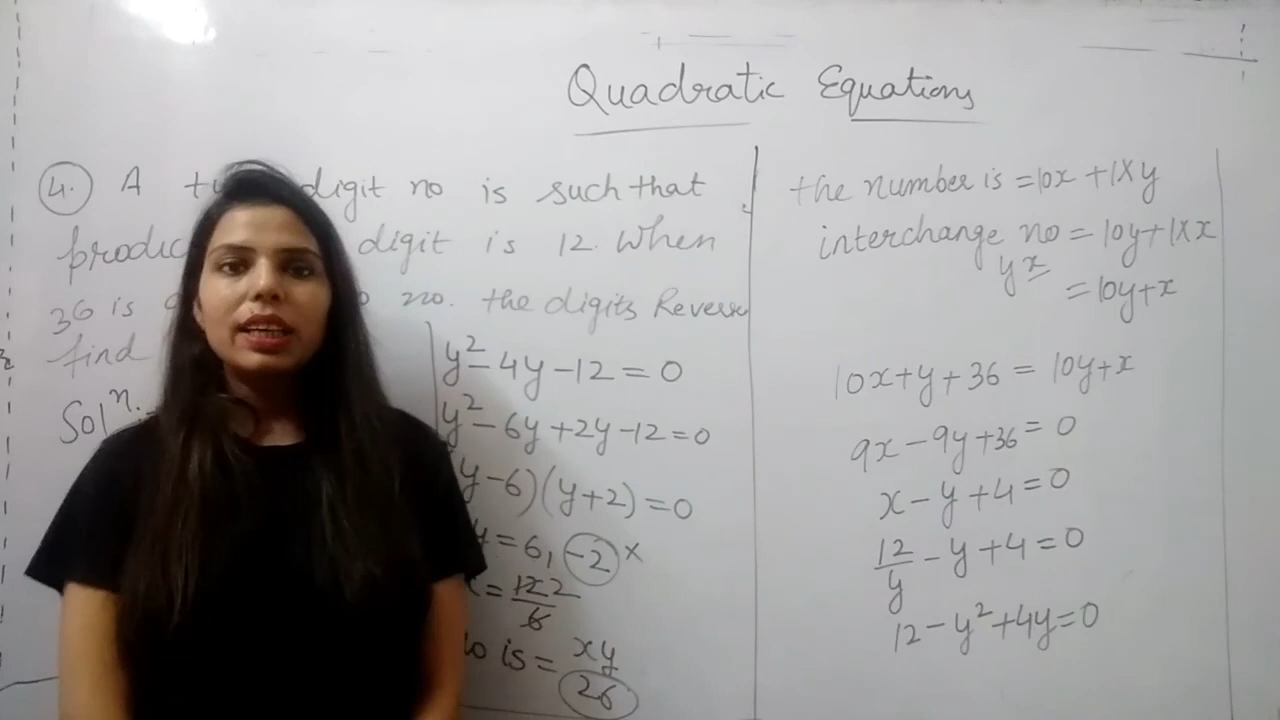 Quadratic Equations
4. A digit no is such that
digit is 12. When
36 is no. the digits Reverse
find
Solⁿ:-
y²-4y-12=0
y²-6y+2y-12=0
y-6)(y+2)=0
=6, -2 ×
=12 2/6
no is = xy
26
the number is = 10x+1×y
interchange no = 10y+1×x
yx
= 10y+x
10x+y+36 = 10y+x
9x-9y+36=0
x-y+4=0
12/y -y+4=0
12-y²+4y=0